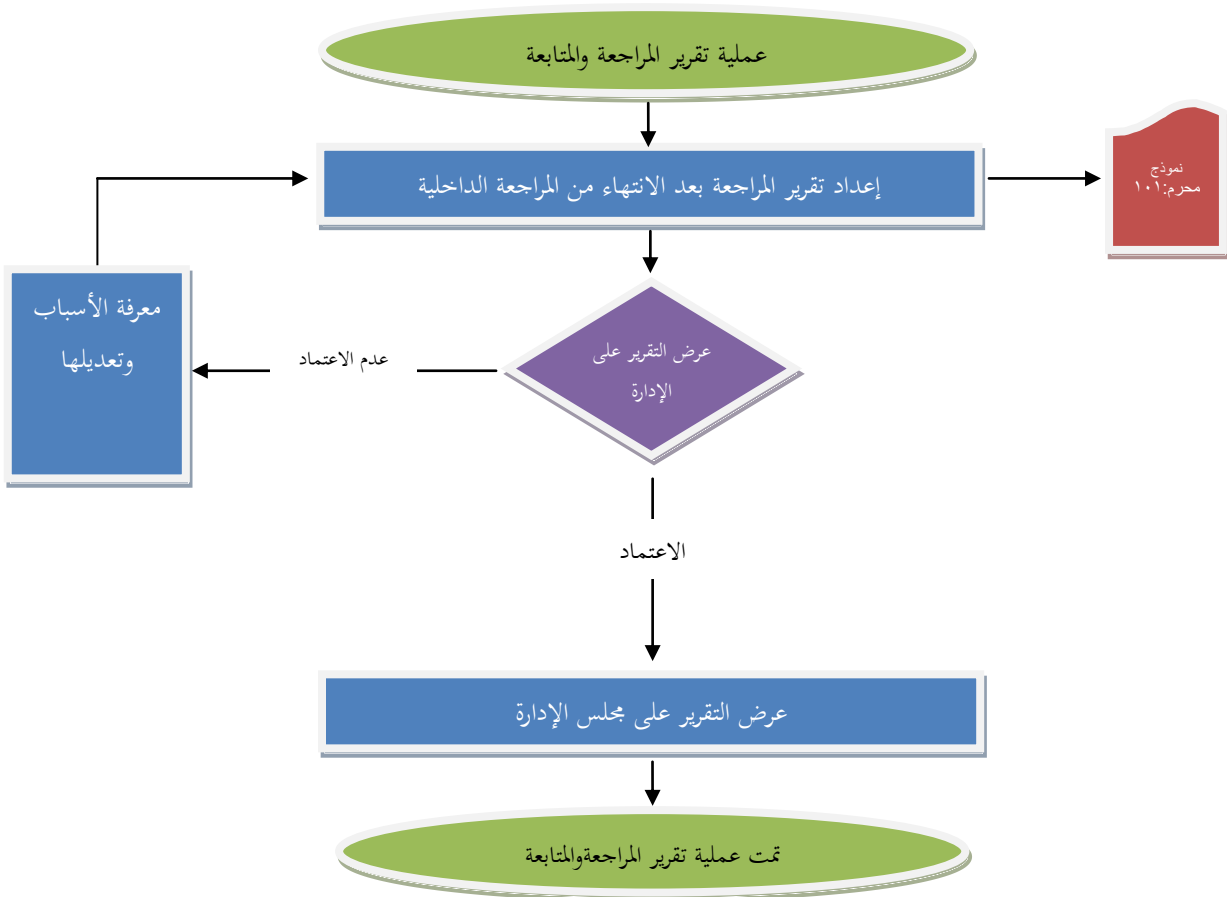 عملية تقرير المراجعة والمتابعة
إعداد تقرير المراجعة بعد الانتهاء من المراجعة الداخلية
نموذج
محرم:١٠١
عرض التقرير على
الإدارة
عدم الاعتماد
معرفة الأسباب
وتعديلها
الاعتماد
عرض التقرير على مجلس الإدارة
تمت عملية تقرير المراجعةوالمتابعة